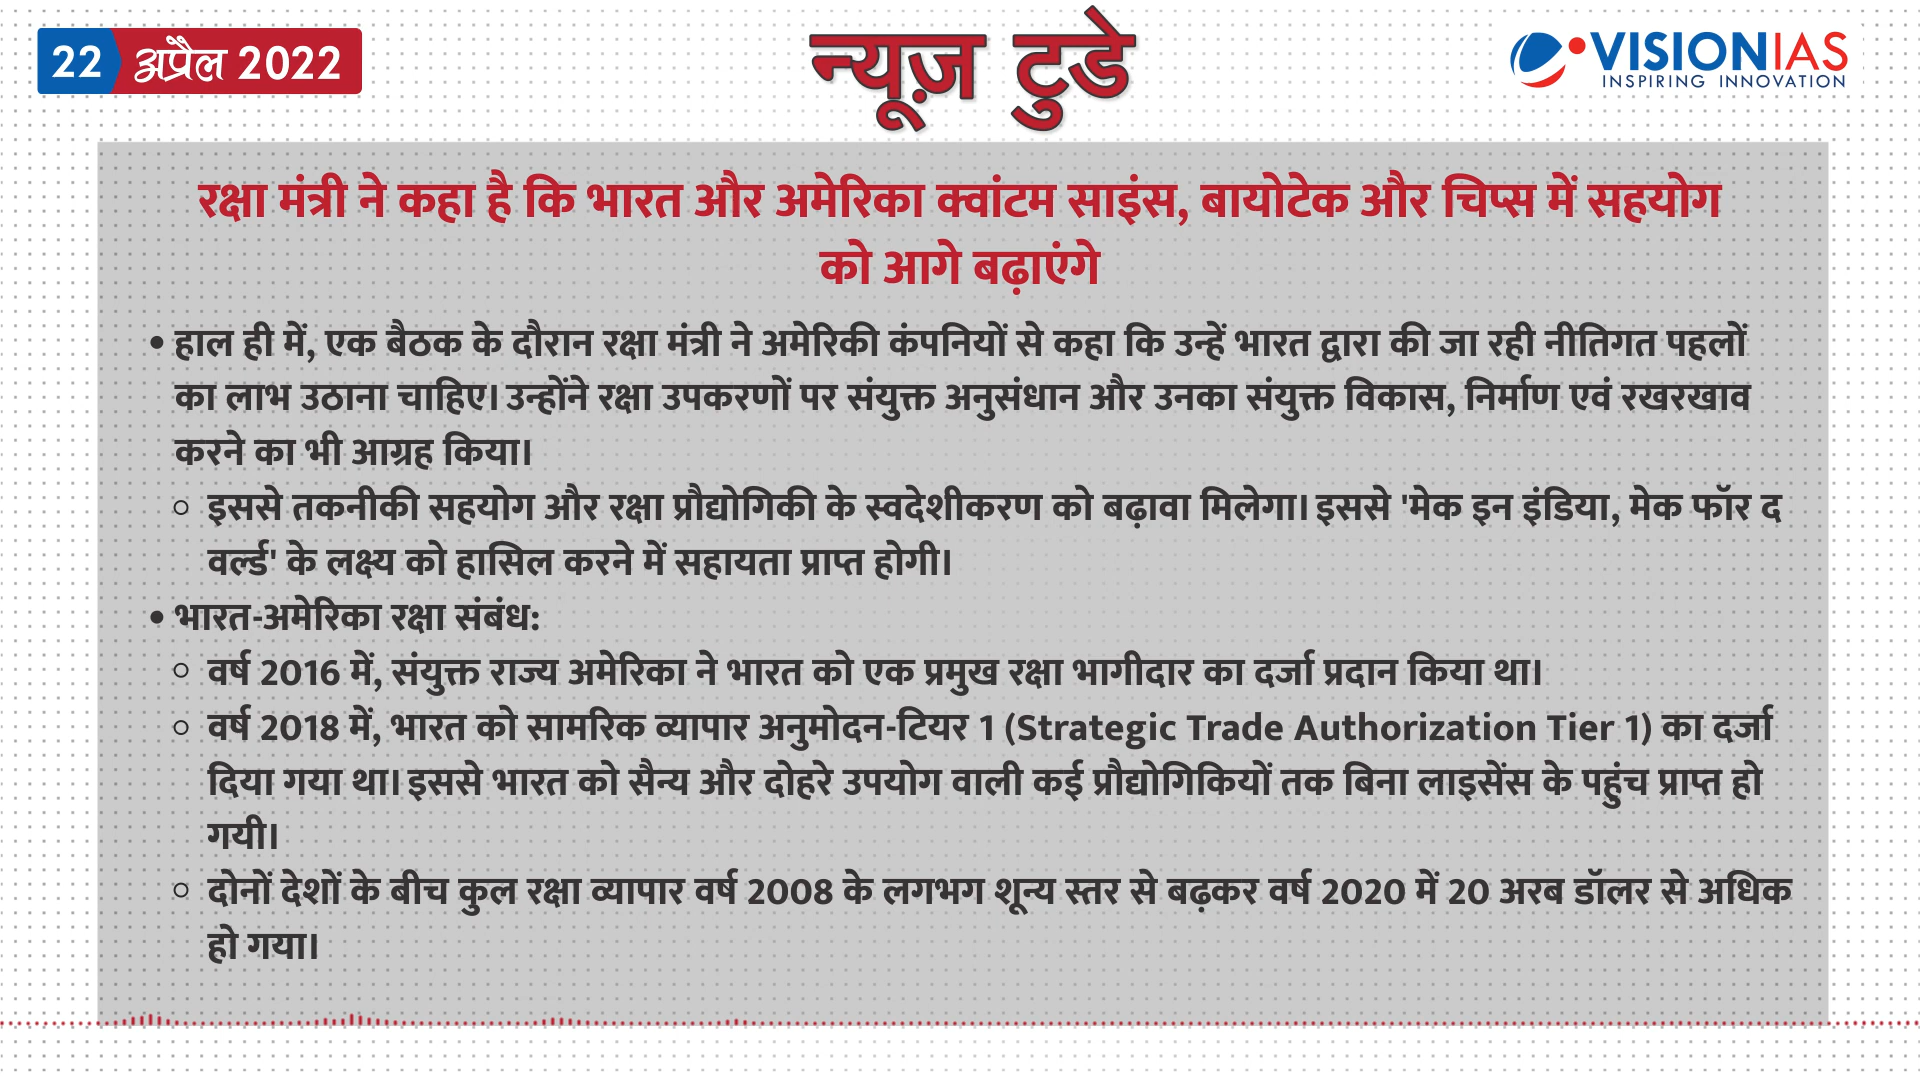 22 अप्रैल 2022
न्यूज़ टुडे
VISIONIAS
INSPIRING INNOVATION
रक्षा मंत्री ने कहा है कि भारत और अमेरिका क्वांटम साइंस, बायोटेक और चिप्स में सहयोग
को आगे बढ़ाएंगे
• हाल ही में, एक बैठक के दौरान रक्षा मंत्री ने अमेरिकी कंपनियों से कहा कि उन्हें भारत द्वारा की जा रही नीतिगत पहलों
का लाभ उठाना चाहिए। उन्होंने रक्षा उपकरणों पर संयुक्त अनुसंधान और उनका संयुक्त विकास, निर्माण एवं रखरखाव
करने का भी आग्रह किया।
○ इससे तकनीकी सहयोग और रक्षा प्रौद्योगिकी के स्वदेशीकरण को बढ़ावा मिलेगा। इससे 'मेक इन इंडिया, मेक फॉर द
वर्ल्ड' के लक्ष्य को हासिल करने में सहायता प्राप्त होगी।
• भारत-अमेरिका रक्षा संबंध:
○ वर्ष 2016 में, संयुक्त राज्य अमेरिका ने भारत को एक प्रमुख रक्षा भागीदार का दर्जा प्रदान किया था।
○ वर्ष 2018 में, भारत को सामरिक व्यापार अनुमोदन-टियर 1 (Strategic Trade Authorization Tier 1) का दर्जा
दिया गया था। इससे भारत को सैन्य और दोहरे उपयोग वाली कई प्रौद्योगिकियों तक बिना लाइसेंस के पहुंच प्राप्त हो
गयी।
○ दोनों देशों के बीच कुल रक्षा व्यापार वर्ष 2008 के लगभग शून्य स्तर से बढ़कर वर्ष 2020 में 20 अरब डॉलर से अधिक
हो गया।